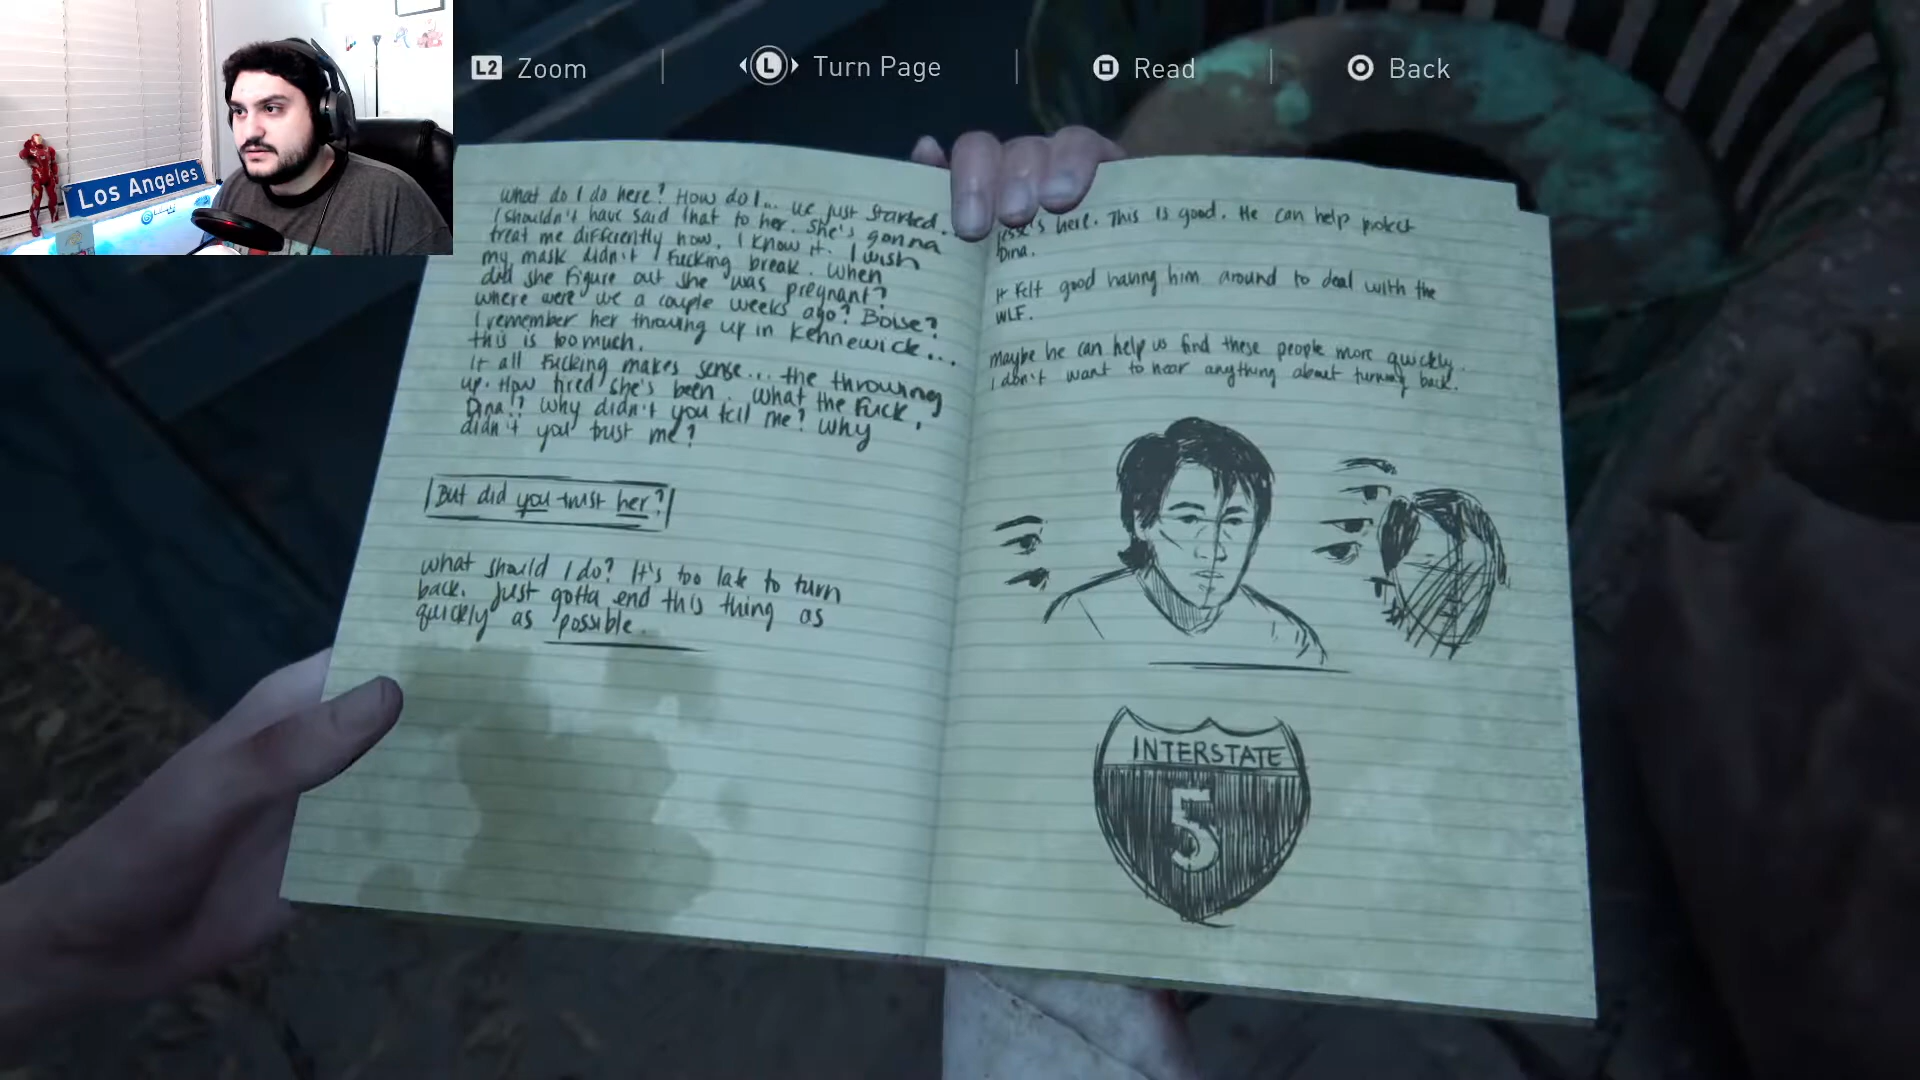 L2 Zoom
L Turn Page
Read
Back
Los Angeles
What do I do here? How do I... we just started.
I shouldn't have said that to her. She's gonna
treat me differently now. I know it. I wish
my mask didn't fucking break. When
did she figure out she was pregnant?
Where were we a couple weeks ago? Boise?
I remember her throwing up in Kennewick...
this is too much.
It all fucking makes sense... the throwing
up. How tired she's been. What the fuck,
Dina!? Why didn't you tell me? Why
didn't you trust me?
But did you trust her?
what should I do? It's too late to turn
back. Just gotta end this thing as
quickly as possible.
Jesse's here. This is good. He can help protect
Dina.
It felt good having him around to deal with the
WLF.
maybe he can help us find these people more quickly.
I don't want to hear anything about turning back.
INTERSTATE
5